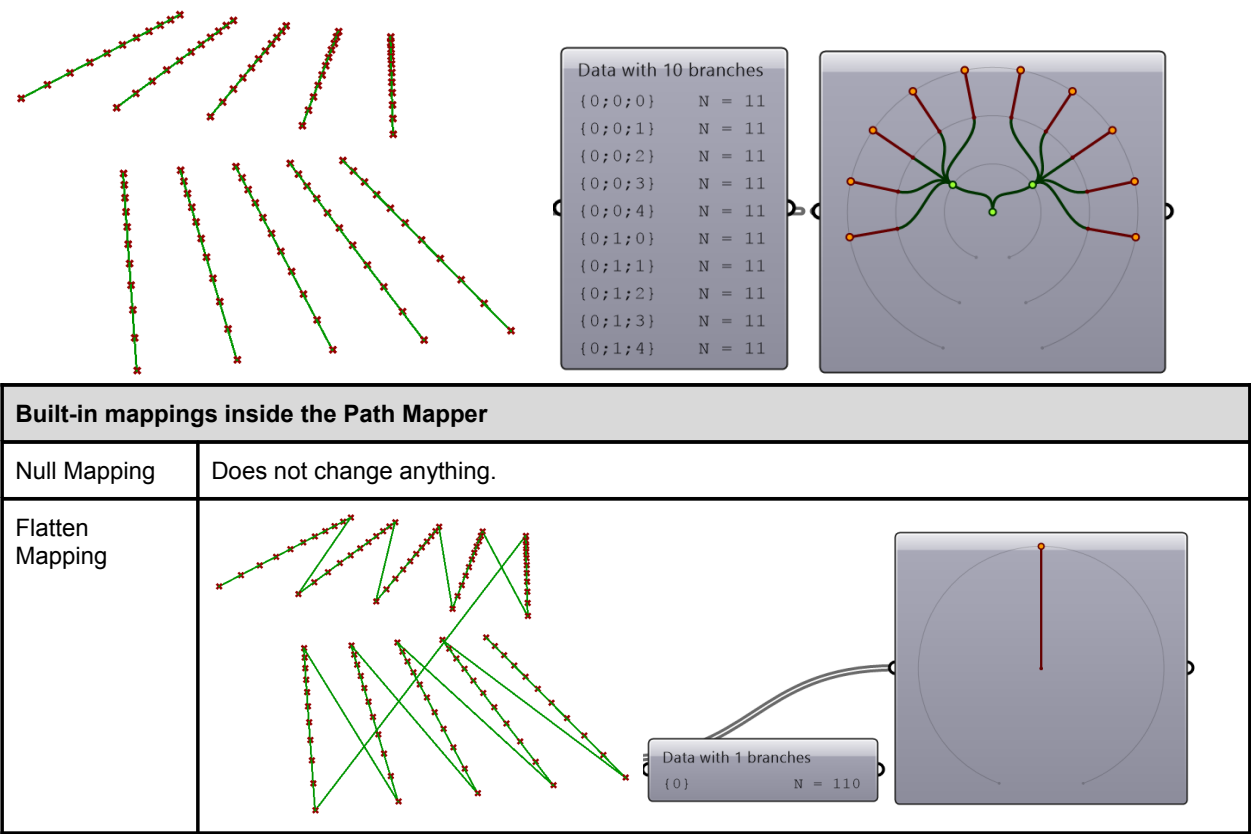 Data with 10 branches
{0;0;0} N = 11
{0;0;1} N = 11
{0;0;2} N = 11
{0;0;3} N = 11
{0;0;4} N = 11
{0;1;0} N = 11
{0;1;1} N = 11
{0;1;2} N = 11
{0;1;3} N = 11
{0;1;4} N = 11
Built-in mappings inside the Path Mapper
Null Mapping Does not change anything.
Flatten
Mapping
Data with 1 branches
{0} N = 110